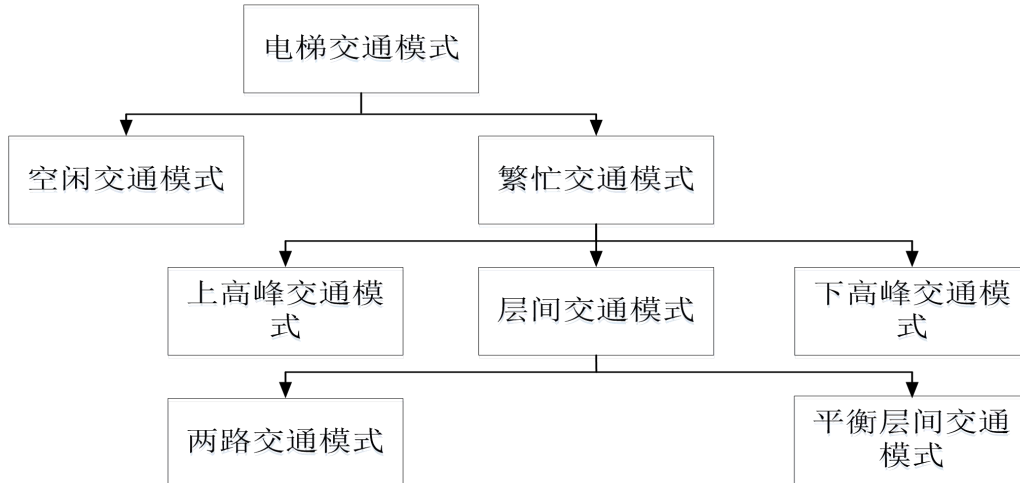 电梯交通模式
空闲交通模式
繁忙交通模式
上高峰交通模
式
层间交通模式
下高峰交通模
式
两路交通模式
平衡层间交通
模式